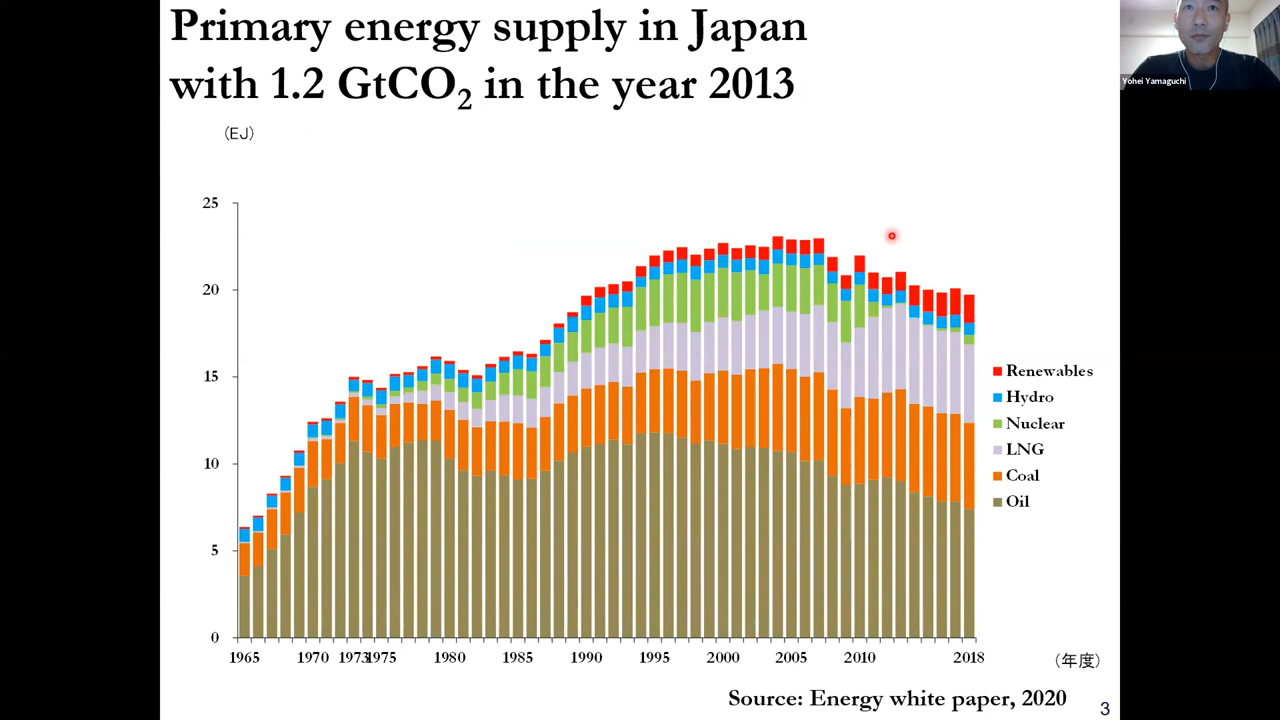 Primary energy supply in Japan
with 1.2 GtCO₂ in the year 2013
Yohei Yamaguchi
(EJ)
25
20
15
10
5
0
Renewables
Hydro
Nuclear
LNG
Coal
Oil
1965 1970 1973 1975 1980 1985 1990 1995 2000 2005 2010 2018 (年度)
Source: Energy white paper, 2020
3